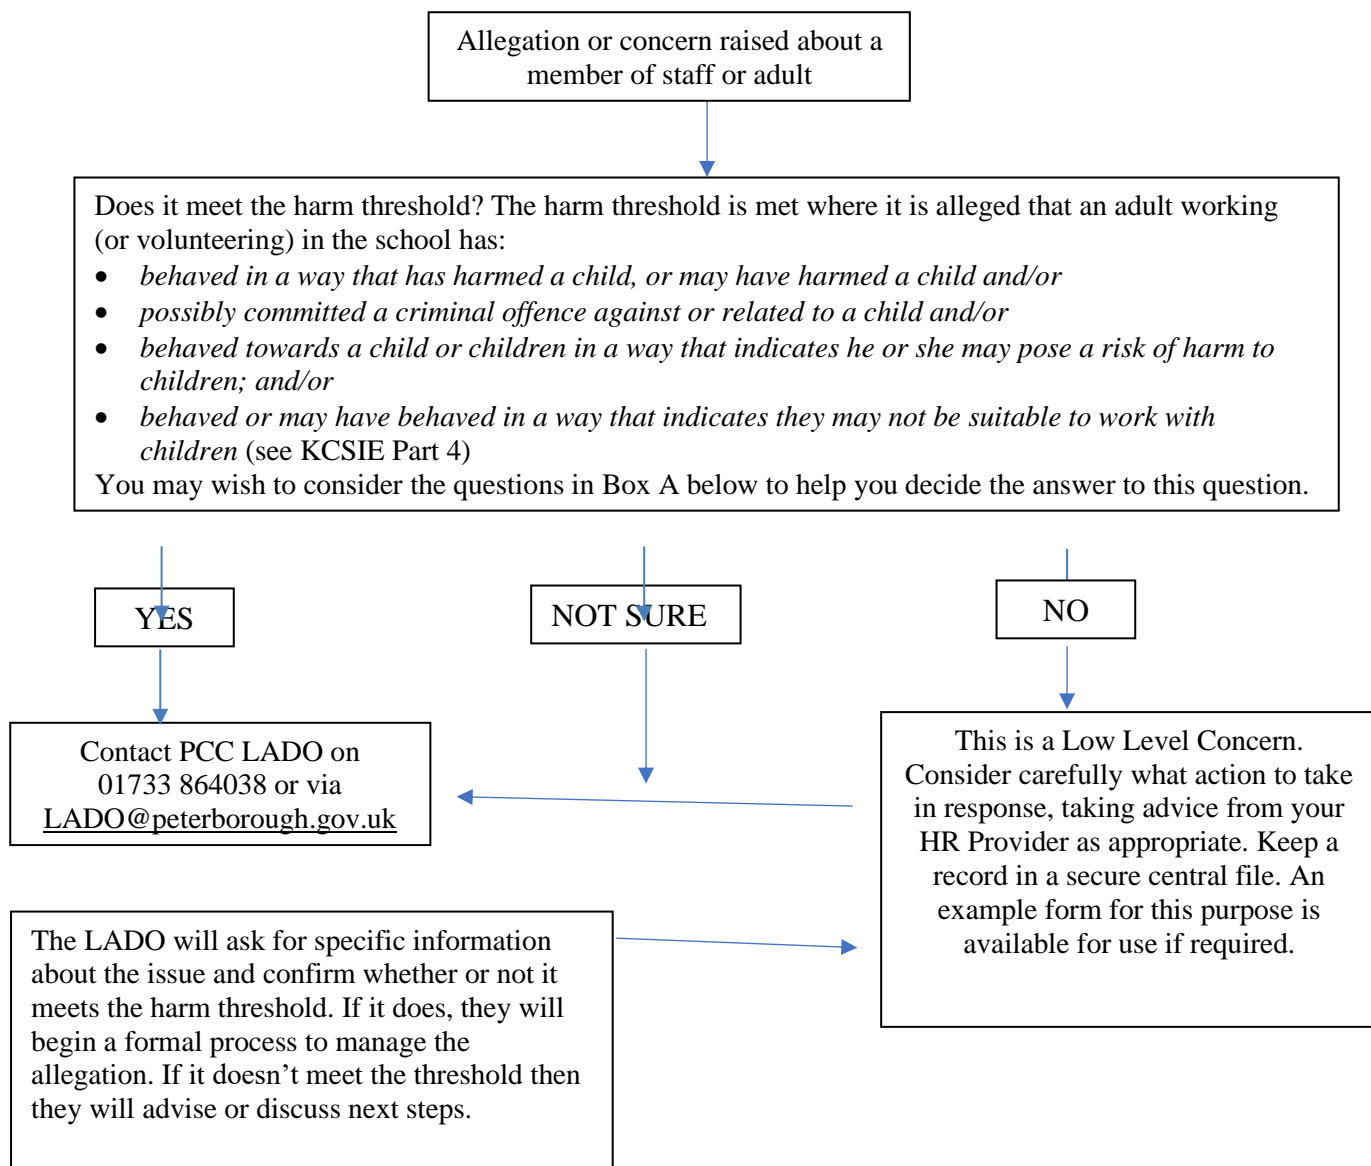 Allegation or concern raised about a
member of staff or adult
Does it meet the harm threshold? The harm threshold is met where it is alleged that an adult working
(or volunteering) in the school has:
• behaved in a way that has harmed a child, or may have harmed a child and/or
• possibly committed a criminal offence against or related to a child and/or
• behaved towards a child or children in a way that indicates he or she may pose a risk of harm to
children; and/or
• behaved or may have behaved in a way that indicates they may not be suitable to work with
children (see KCSIE Part 4)
You may wish to consider the questions in Box A below to help you decide the answer to this question.
YES
NOT SURE
NO
Contact PCC LADO on
01733 864038 or via
LADO@peterborough.gov.uk
This is a Low Level Concern.
Consider carefully what action to take
in response, taking advice from your
HR Provider as appropriate. Keep a
record in a secure central file. An
example form for this purpose is
available for use if required.
The LADO will ask for specific information
about the issue and confirm whether or not it
meets the harm threshold. If it does, they will
begin a formal process to manage the
allegation. If it doesn’t meet the threshold then
they will advise or discuss next steps.